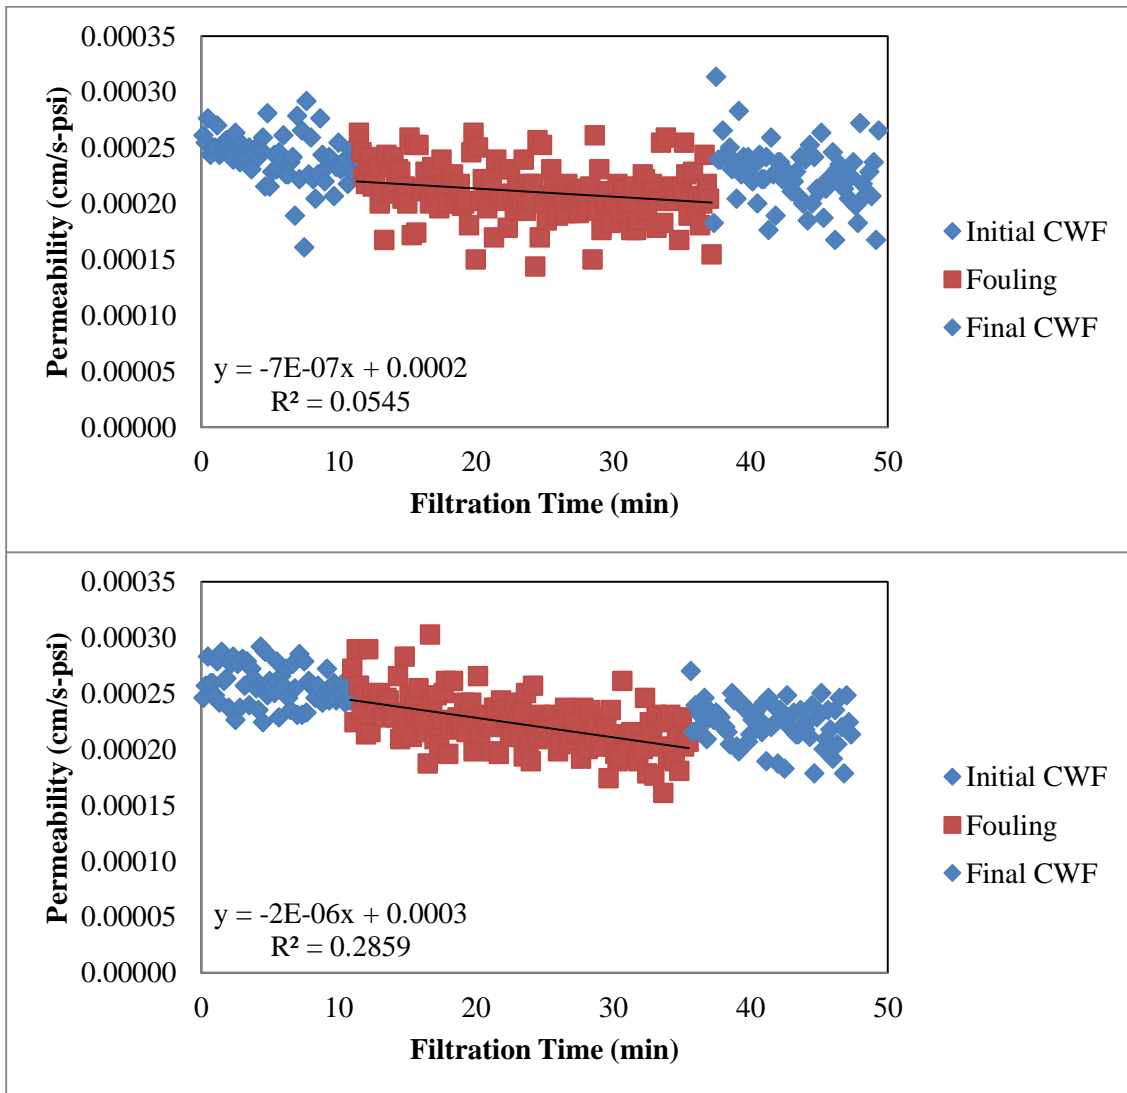 0.00035
0.00030
0.00025
0.00020
0.00015
0.00010
0.00005
0.00000
Permeability (cm/s-psi)
y = -7E-07x + 0.0002
R² = 0.0545
0 10 20 30 40 50
Filtration Time (min)
Initial CWF
Fouling
Final CWF
0.00035
0.00030
0.00025
0.00020
0.00015
0.00010
0.00005
0.00000
Permeability (cm/s-psi)
y = -2E-06x + 0.0003
R² = 0.2859
0 10 20 30 40 50
Filtration Time (min)
Initial CWF
Fouling
Final CWF